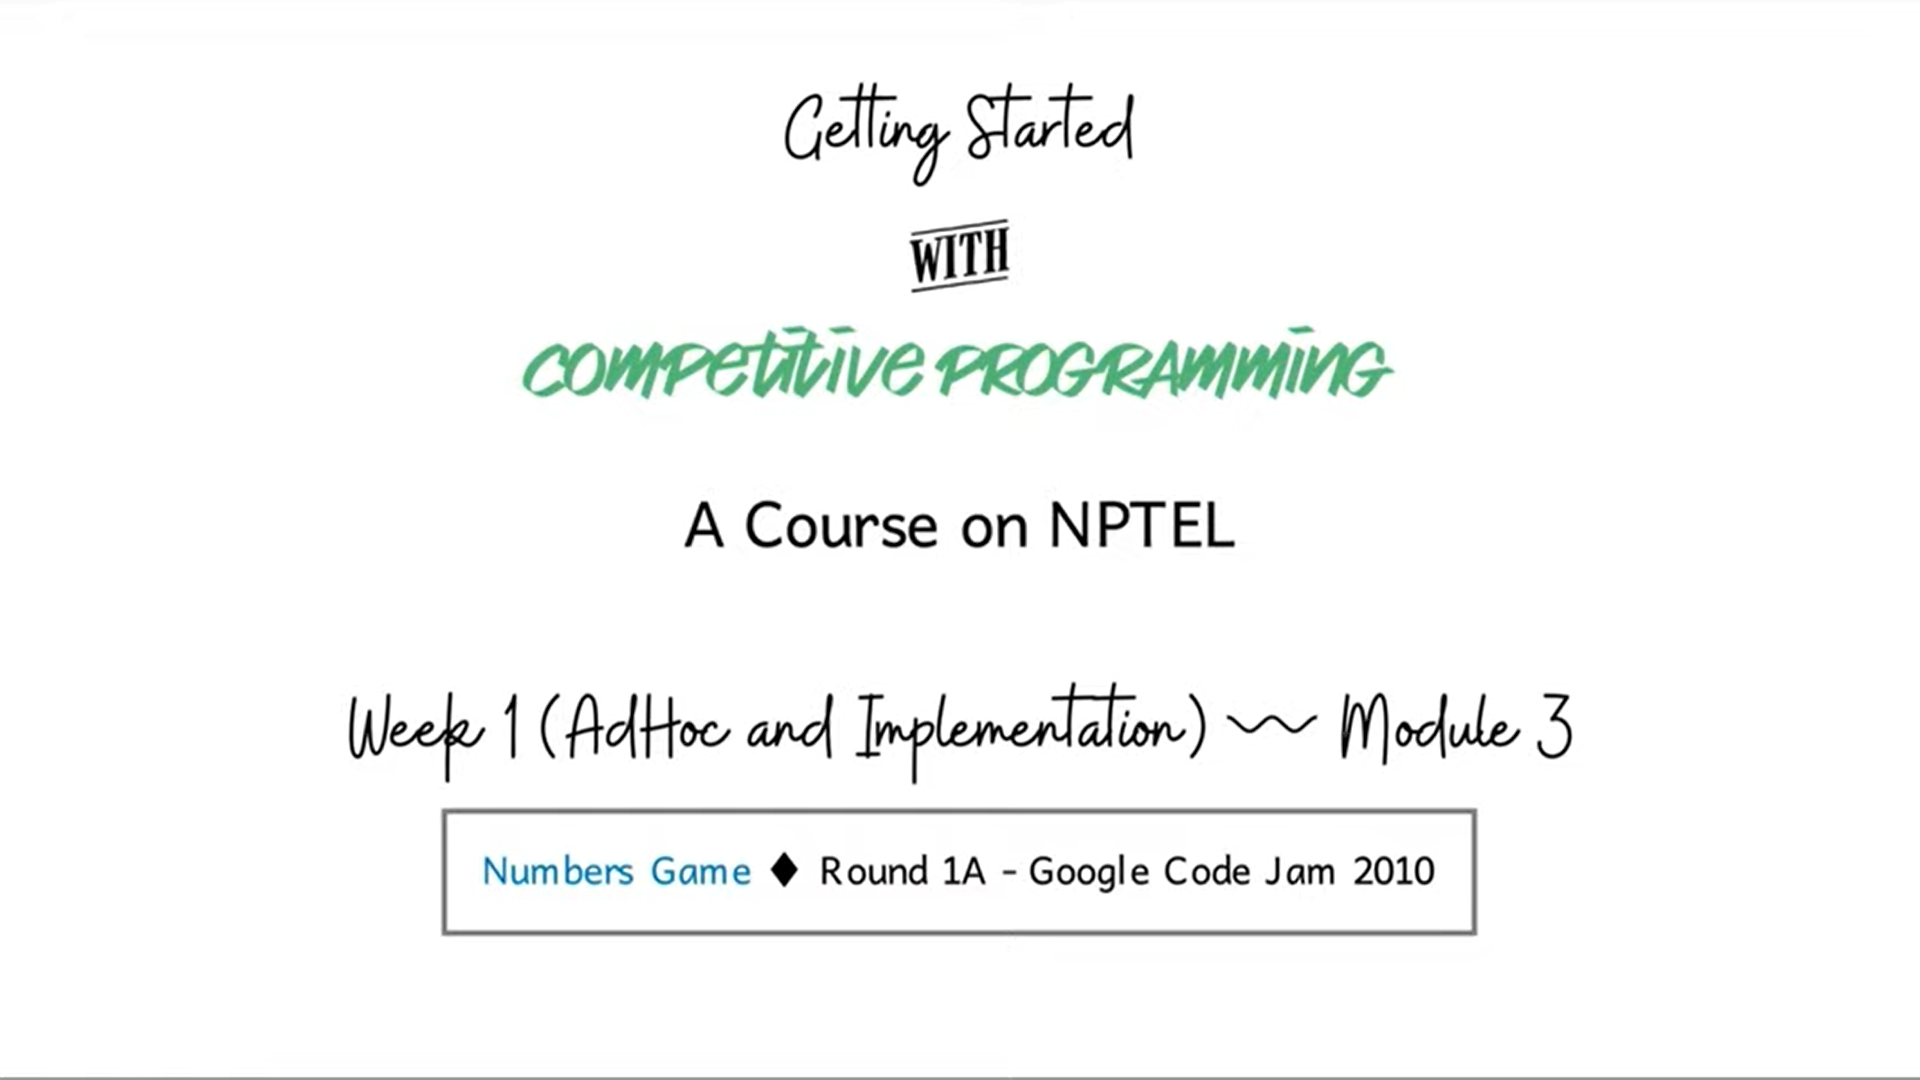 Getting Started
WITH
COMPETITIVE PROGRAMMING
A Course on NPTEL
Week 1 (AdHoc and Implementation) ~ Module 3
Numbers Game ♦ Round 1A - Google Code Jam 2010